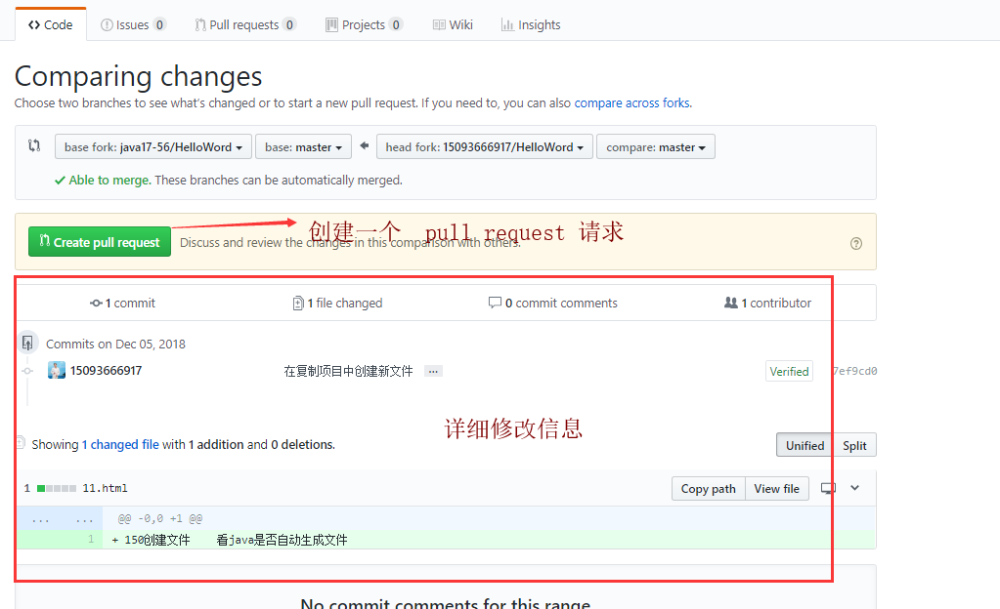 Code Issues 0 Pull requests 0 Projects 0 Wiki Insights
Comparing changes
Choose two branches to see what's changed or to start a new pull request. If you need to, you can also compare across forks.
base fork: java17-56/HelloWord base: master head fork: 15093666917/HelloWord compare: master
Able to merge. These branches can be automatically merged.
Create pull request
创建一个 pull request 请求
Discuss and review the changes in this comparison with others.
1 commit 1 file changed 0 commit comments 1 contributor
Commits on Dec 05, 2018
15093666917 在复制项目中创建新文件 … Verified 7ef9cd0
详细修改信息
Showing 1 changed file with 1 addition and 0 deletions. Unified Split
1 11.html Copy path View file
... ... @@ -0,0 +1 @@
1 + 150创建文件 看java是否自动生成文件
No commit comments for this range